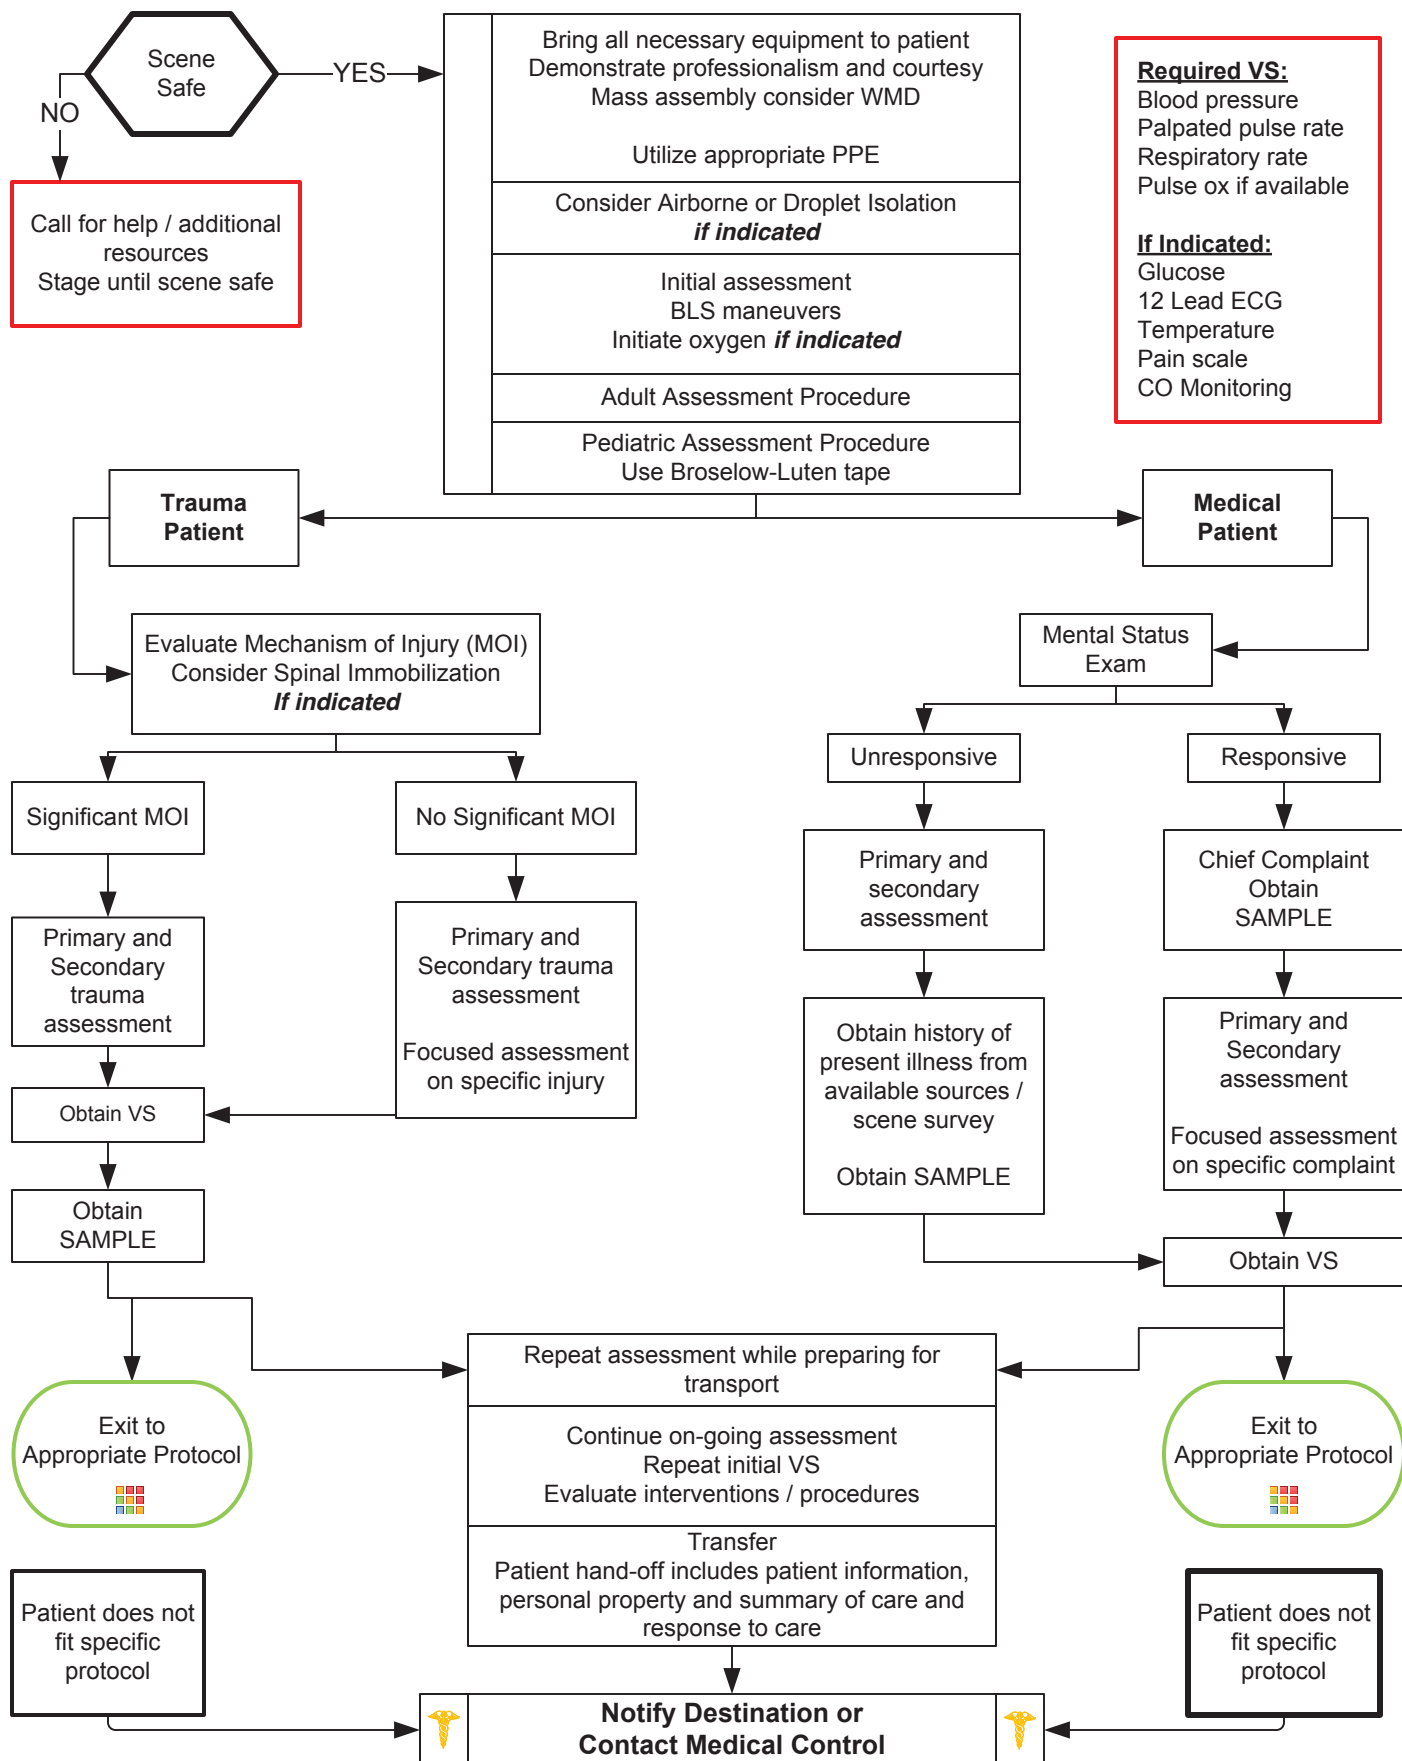 Scene
Safe
YES
NO
Call for help / additional
resources
Stage until scene safe
Bring all necessary equipment to patient
Demonstrate professionalism and courtesy
Mass assembly consider WMD
Utilize appropriate PPE
Consider Airborne or Droplet Isolation
if indicated
Initial assessment
BLS maneuvers
Initiate oxygen if indicated
Adult Assessment Procedure
Pediatric Assessment Procedure
Use Broselow-Luten tape
Required VS:
Blood pressure
Palpated pulse rate
Respiratory rate
Pulse ox if available
If Indicated:
Glucose
12 Lead ECG
Temperature
Pain scale
CO Monitoring
Trauma
Patient
Medical
Patient
Evaluate Mechanism of Injury (MOI)
Consider Spinal Immobilization
If indicated
Significant MOI
No Significant MOI
Primary and
Secondary
trauma
assessment
Primary and
Secondary trauma
assessment
Focused assessment
on specific injury
Obtain VS
Obtain
SAMPLE
Mental Status
Exam
Unresponsive
Responsive
Primary and
secondary
assessment
Chief Complaint
Obtain
SAMPLE
Obtain history of
present illness from
available sources /
scene survey
Obtain SAMPLE
Primary and
Secondary
assessment
Focused assessment
on specific complaint
Obtain VS
Exit to
Appropriate Protocol
Repeat assessment while preparing for
transport
Continue on-going assessment
Repeat initial VS
Evaluate interventions / procedures
Transfer
Patient hand-off includes patient information,
personal property and summary of care and
response to care
Exit to
Appropriate Protocol
Patient does not
fit specific
protocol
Patient does not
fit specific
protocol
Notify Destination or
Contact Medical Control